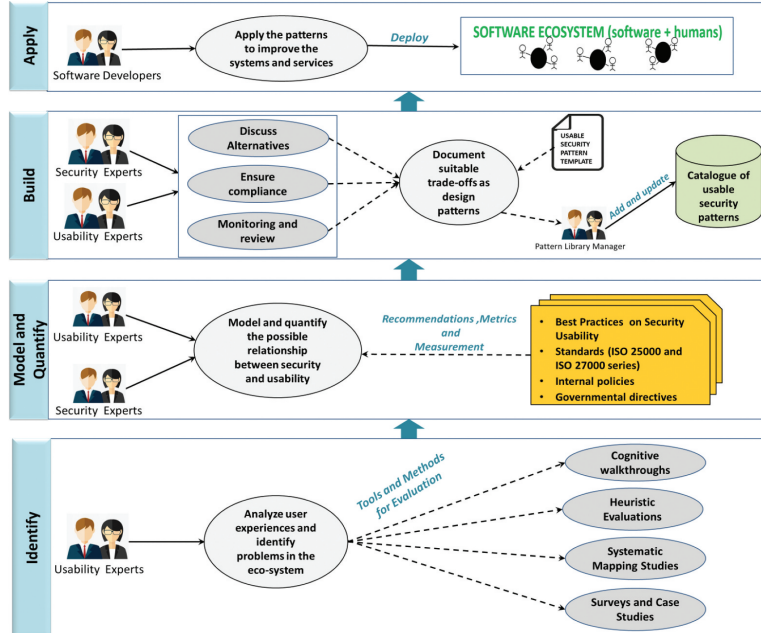 Apply
Software Developers
Apply the patterns
to improve the
systems and services
Deploy
SOFTWARE ECOSYSTEM (software + humans)
Build
Security Experts
Usability Experts
Discuss
Alternatives
Ensure
compliance
Monitoring and
review
Document
suitable
trade-offs as
design
patterns
USABLE
SECURITY
PATTERN
TEMPLATE
Pattern Library Manager
Add and update
Catalogue of
usable
security
patterns
Model and
Quantify
Usability Experts
Security Experts
Model and quantify
the possible
relationship
between security
and usability
Recommendations ,Metrics
and
Measurement
• Best Practices on Security
Usability
• Standards (ISO 25000 and
ISO 27000 series)
• Internal policies
• Governmental directives
Identify
Usability Experts
Analyze user
experiences and
identify
problems in the
eco-system
Tools and Methods
for Evaluation
Cognitive
walkthroughs
Heuristic
Evaluations
Systematic
Mapping Studies
Surveys and Case
Studies